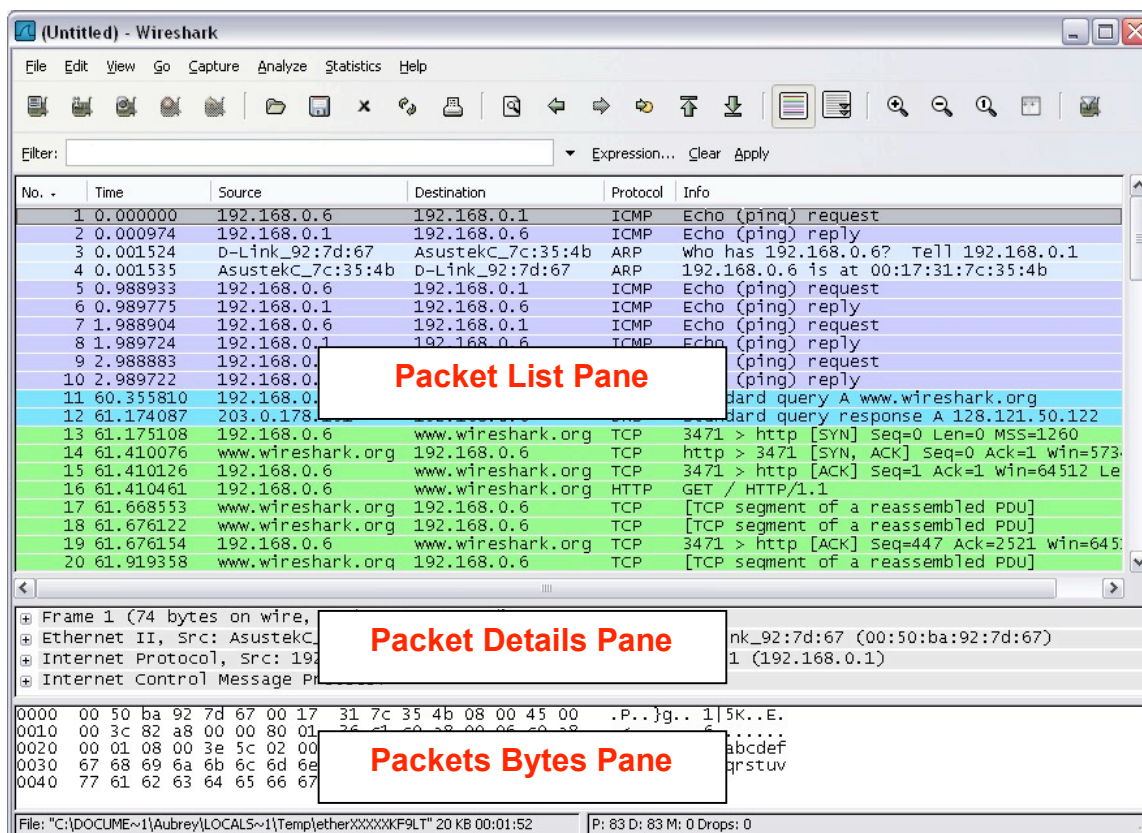 (Untitled) - Wireshark
File Edit View Go Capture Analyze Statistics Help
Filter: Expression... Clear Apply
No. Time Source Destination Protocol Info
1 0.000000 192.168.0.6 192.168.0.1 ICMP Echo (ping) request
2 0.000974 192.168.0.1 192.168.0.6 ICMP Echo (ping) reply
3 0.001524 D-Link_92:7d:67 AsustekC_7c:35:4b ARP who has 192.168.0.6? Tell 192.168.0.1
4 0.001535 AsustekC_7c:35:4b D-Link_92:7d:67 ARP 192.168.0.6 is at 00:17:31:7c:35:4b
5 0.988933 192.168.0.6 192.168.0.1 ICMP Echo (ping) request
6 0.989775 192.168.0.1 192.168.0.6 ICMP Echo (ping) reply
7 1.988904 192.168.0.6 192.168.0.1 ICMP Echo (ping) request
8 1.989724 192.168.0.1 192.168.0.6 ICMP Echo (ping) reply
9 2.988883 192.168.0. (ping) request
10 2.989722 (ping) reply
Packet List Pane
11 60.355810 query A www.wireshark.org
12 61.174087 203.0.178. query response A 128.121.50.122
13 61.175108 192.168.0.6 www.wireshark.org TCP 3471 > http [SYN] Seq=0 Len=0 MSS=1260
14 61.410076 www.wireshark.org 192.168.0.6 TCP http > 3471 [SYN, ACK] Seq=0 Ack=1 Win=573
15 61.410126 192.168.0.6 www.wireshark.org TCP 3471 > http [ACK] Seq=1 Ack=1 Win=64512 Le
16 61.410461 192.168.0.6 www.wireshark.org HTTP GET / HTTP/1.1
17 61.668553 www.wireshark.org 192.168.0.6 TCP [TCP segment of a reassembled PDU]
18 61.676122 www.wireshark.org 192.168.0.6 TCP [TCP segment of a reassembled PDU]
19 61.676154 192.168.0.6 www.wireshark.org TCP 3471 > http [ACK] Seq=447 Ack=2521 Win=645
20 61.919358 www.wireshark.org 192.168.0.6 TCP [TCP segment of a reassembled PDU]
Frame 1 (74 bytes on wire,
Ethernet II, Src: AsustekC_ nk_92:7d:67 (00:50:ba:92:7d:67)
Packet Details Pane
Internet Protocol, Src: 192 1 (192.168.0.1)
Internet Control Message
0000 00 50 ba 92 7d 67 00 17 31 7c 35 4b 08 00 45 00 .P..}g.. 1|5K..E.
0010 00 3c 82 a8 00 00 80 01
0020 00 01 08 00 3e 5c 02 00 abcdef
Packets Bytes Pane
0030 67 68 69 6a 6b 6c 6d 6e qrstuv
0040 77 61 62 63 64 65 66 67
File: "C:\DOCUME~1\Aubrey\LOCALS~1\Temp\etherXXXXKF9LT" 20 KB 00:01:52 P: 83 D: 83 M: 0 Drops: 0